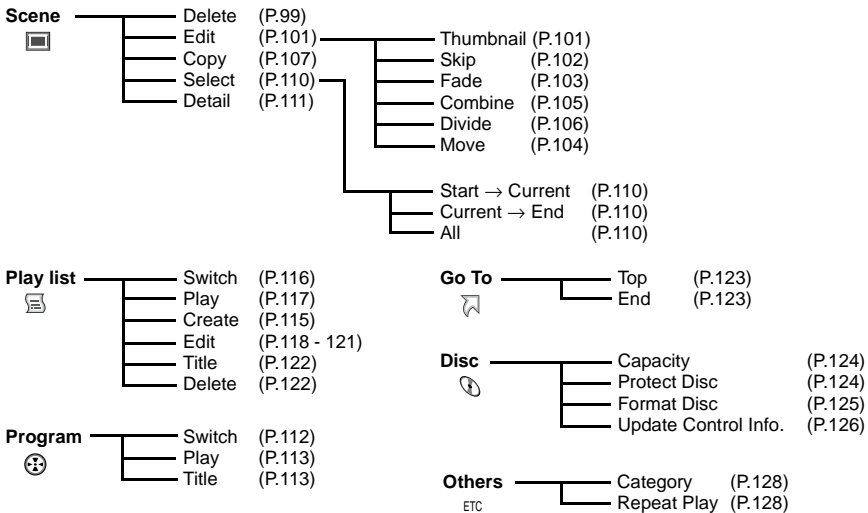 Scene
Delete (P.99)
Edit (P.101)
Copy (P.107)
Select (P.110)
Detail (P.111)
Thumbnail (P.101)
Skip (P.102)
Fade (P.103)
Combine (P.105)
Divide (P.106)
Move (P.104)
Start → Current (P.110)
Current → End (P.110)
All (P.110)
Play list
Switch (P.116)
Play (P.117)
Create (P.115)
Edit (P.118 - 121)
Title (P.122)
Delete (P.122)
Program
Switch (P.112)
Play (P.113)
Title (P.113)
Go To
Top (P.123)
End (P.123)
Disc
Capacity (P.124)
Protect Disc (P.124)
Format Disc (P.125)
Update Control Info. (P.126)
Others
ETC
Category (P.128)
Repeat Play (P.128)